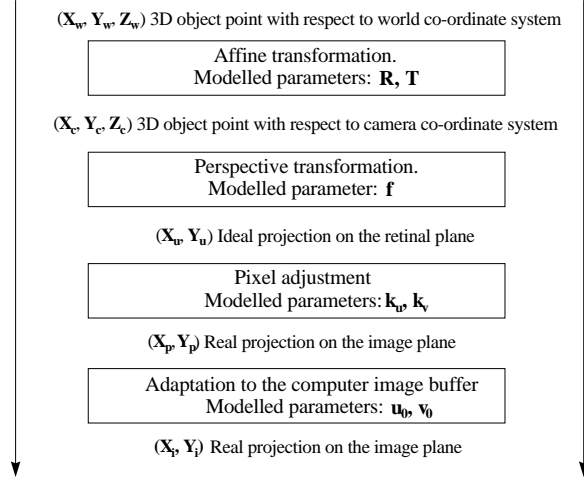 (Xw, Yw, Zw) 3D object point with respect to world co-ordinate system
Affine transformation.
Modelled parameters: R, T
(Xc, Yc, Zc) 3D object point with respect to camera co-ordinate system
Perspective transformation.
Modelled parameter: f
(Xu, Yu) Ideal projection on the retinal plane
Pixel adjustment
Modelled parameters: ku, kv
(Xp, Yp) Real projection on the image plane
Adaptation to the computer image buffer
Modelled parameters: u0, v0
(Xi, Yi) Real projection on the image plane